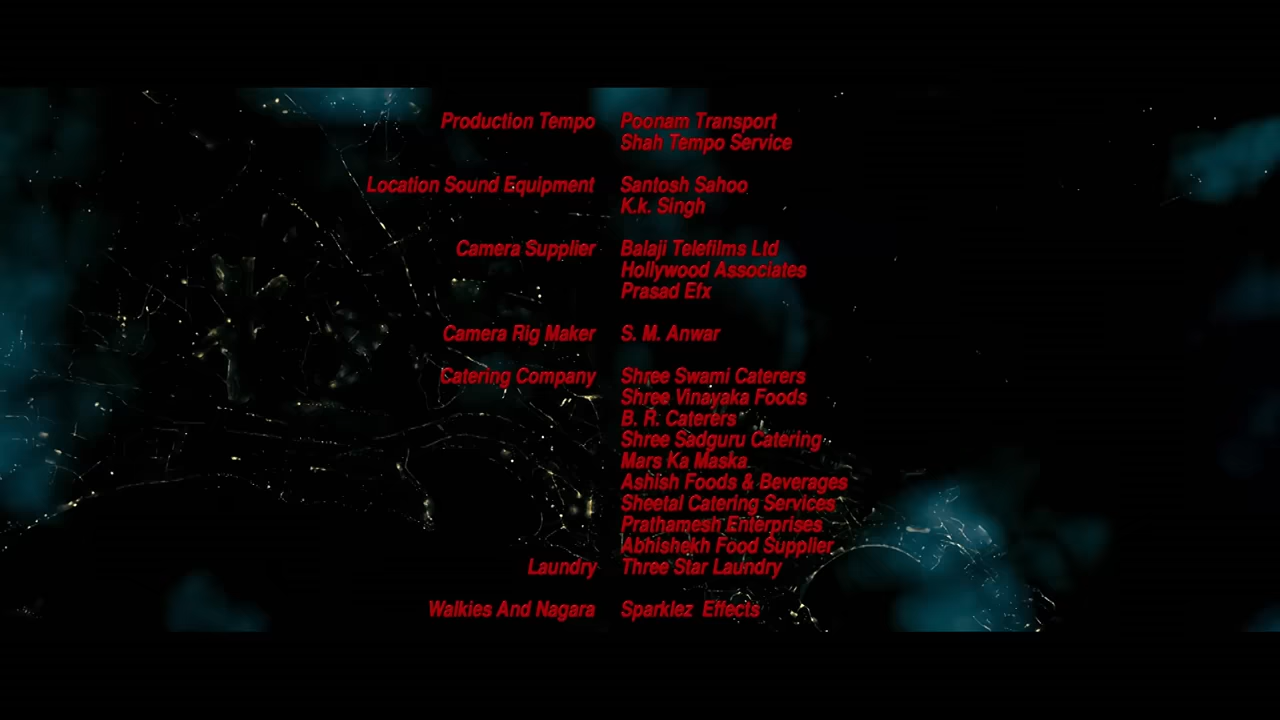 Production Tempo Poonam Transport
Shah Tempo Service
Location Sound Equipment Santosh Sahoo
K.k. Singh
Camera Supplier Balaji Telefilms Ltd
Hollywood Associates
Prasad Efx
Camera Rig Maker S. M. Anwar
Catering Company Shree Swami Caterers
Shree Vinayaka Foods
B. R. Caterers
Shree Sadguru Catering
Mars Ka Maska
Ashish Foods & Beverages
Sheetal Catering Services
Prathamesh Enterprises
Abhishekh Food Supplier
Laundry Three Star Laundry
Walkies And Nagara Sparklez Effects